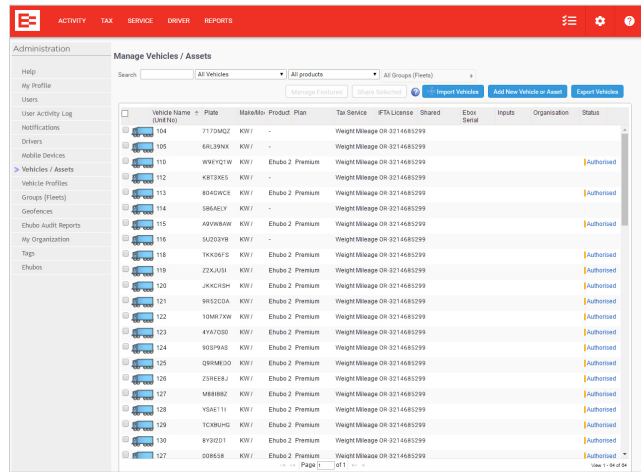 ACTIVITY TAX SERVICE DRIVER REPORTS
Administration
Help
My Profile
Users
User Activity Log
Notifications
Drivers
Mobile Devices
> Vehicles / Assets
Vehicle Profiles
Groups (Fleets)
Geofences
Ehubo Audit Reports
My Organization
Tags
Ehubos
Manage Vehicles / Assets
Search All Vehicles All products All Groups (Fleets)
Manage Features Share Selected ? Import Vehicles Add New Vehicle or Asset Export Vehicles
Vehicle Name (Unit No) Plate Make/Mo Product Plan Tax Service IFTA License Shared Ebox Serial Inputs Organisation Status
104 717DMQZ KW / - Weight Mileage OR-3214685299
105 6RL39NX KW / - Weight Mileage OR-3214685299
110 W9EYQ1W KW / Ehubo 2 Premium Weight Mileage OR-3214685299 Authorised
112 KBT3XE5 KW / - Weight Mileage OR-3214685299
113 804GWCE KW / Ehubo 2 Premium Weight Mileage OR-3214685299 Authorised
114 5B6AELY KW / - Weight Mileage OR-3214685299
115 A9VW8AW KW / Ehubo 2 Premium Weight Mileage OR-3214685299 Authorised
116 SU203YB KW / - Weight Mileage OR-3214685299
118 TKK06FS KW / Ehubo 2 Premium Weight Mileage OR-3214685299 Authorised
119 Z2XJUSI KW / Ehubo 2 Premium Weight Mileage OR-3214685299 Authorised
120 JKKCRSH KW / Ehubo 2 Premium Weight Mileage OR-3214685299 Authorised
121 9R52CDA KW / Ehubo 2 Premium Weight Mileage OR-3214685299 Authorised
122 10MR7XW KW / Ehubo 2 Premium Weight Mileage OR-3214685299 Authorised
123 4YA70S0 KW / Ehubo 2 Premium Weight Mileage OR-3214685299 Authorised
124 90SP9AS KW / Ehubo 2 Premium Weight Mileage OR-3214685299 Authorised
125 Q9RMEDD KW / Ehubo 2 Premium Weight Mileage OR-3214685299 Authorised
126 Z5REE8J KW / Ehubo 2 Premium Weight Mileage OR-3214685299 Authorised
127 M88IB8Z KW / Ehubo 2 Premium Weight Mileage OR-3214685299 Authorised
128 YSAE11I KW / Ehubo 2 Premium Weight Mileage OR-3214685299 Authorised
129 TCXBUHG KW / Ehubo 2 Premium Weight Mileage OR-3214685299 Authorised
130 8Y3I2D1 KW / Ehubo 2 Premium Weight Mileage OR-3214685299 Authorised
127 008658 KW / Ehubo 2 Premium Weight Mileage OR-3214685299 Authorised
Page 1 of 1 View 1 - 64 of 64